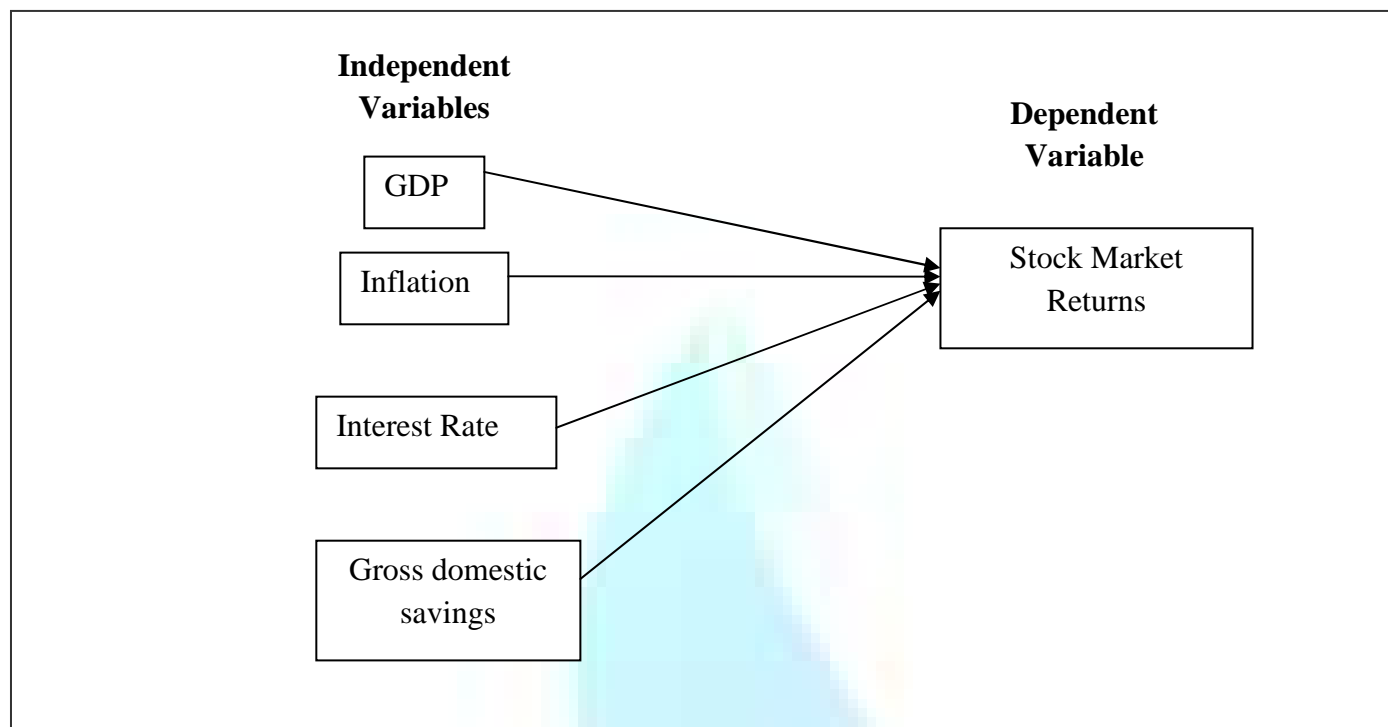 Independent
Variables
GDP
Inflation
Interest Rate
Gross domestic
savings
Dependent
Variable
Stock Market
Returns